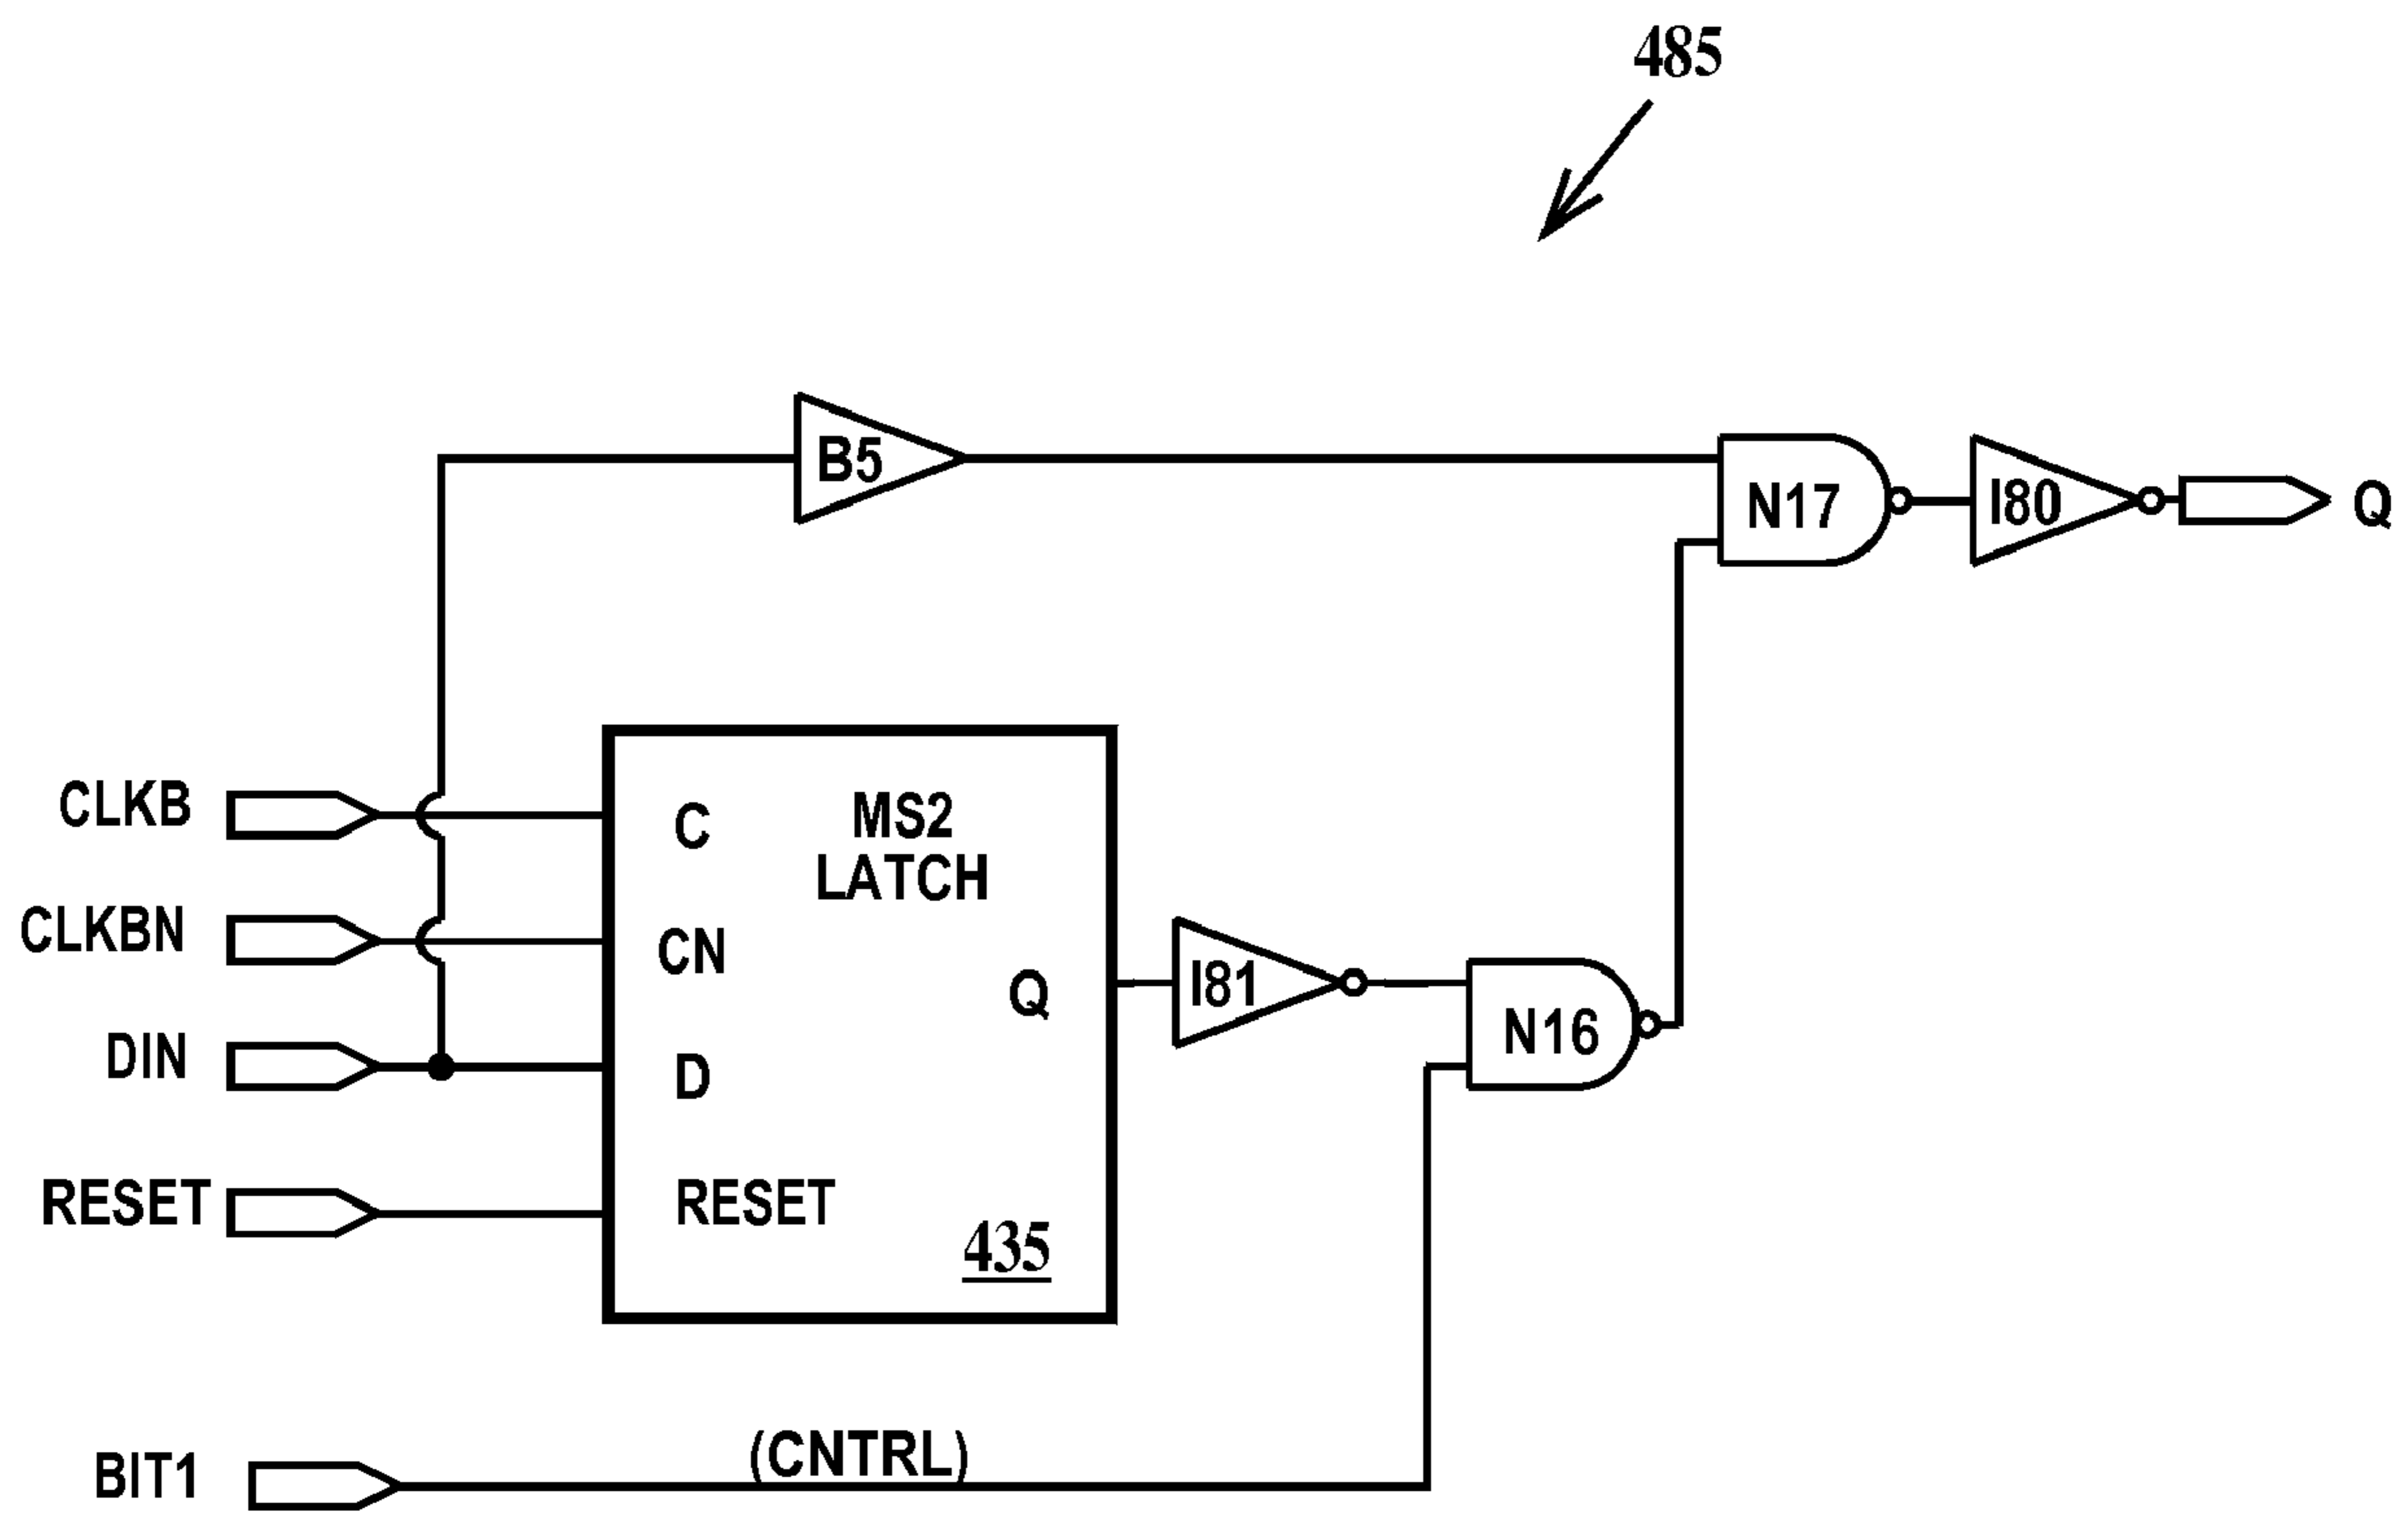 485
B5
N17
I80
Q
CLKB
C
MS2
LATCH
CLKBN
CN
Q
I81
N16
DIN
D
RESET
RESET
435
BIT1
(CNTRL)